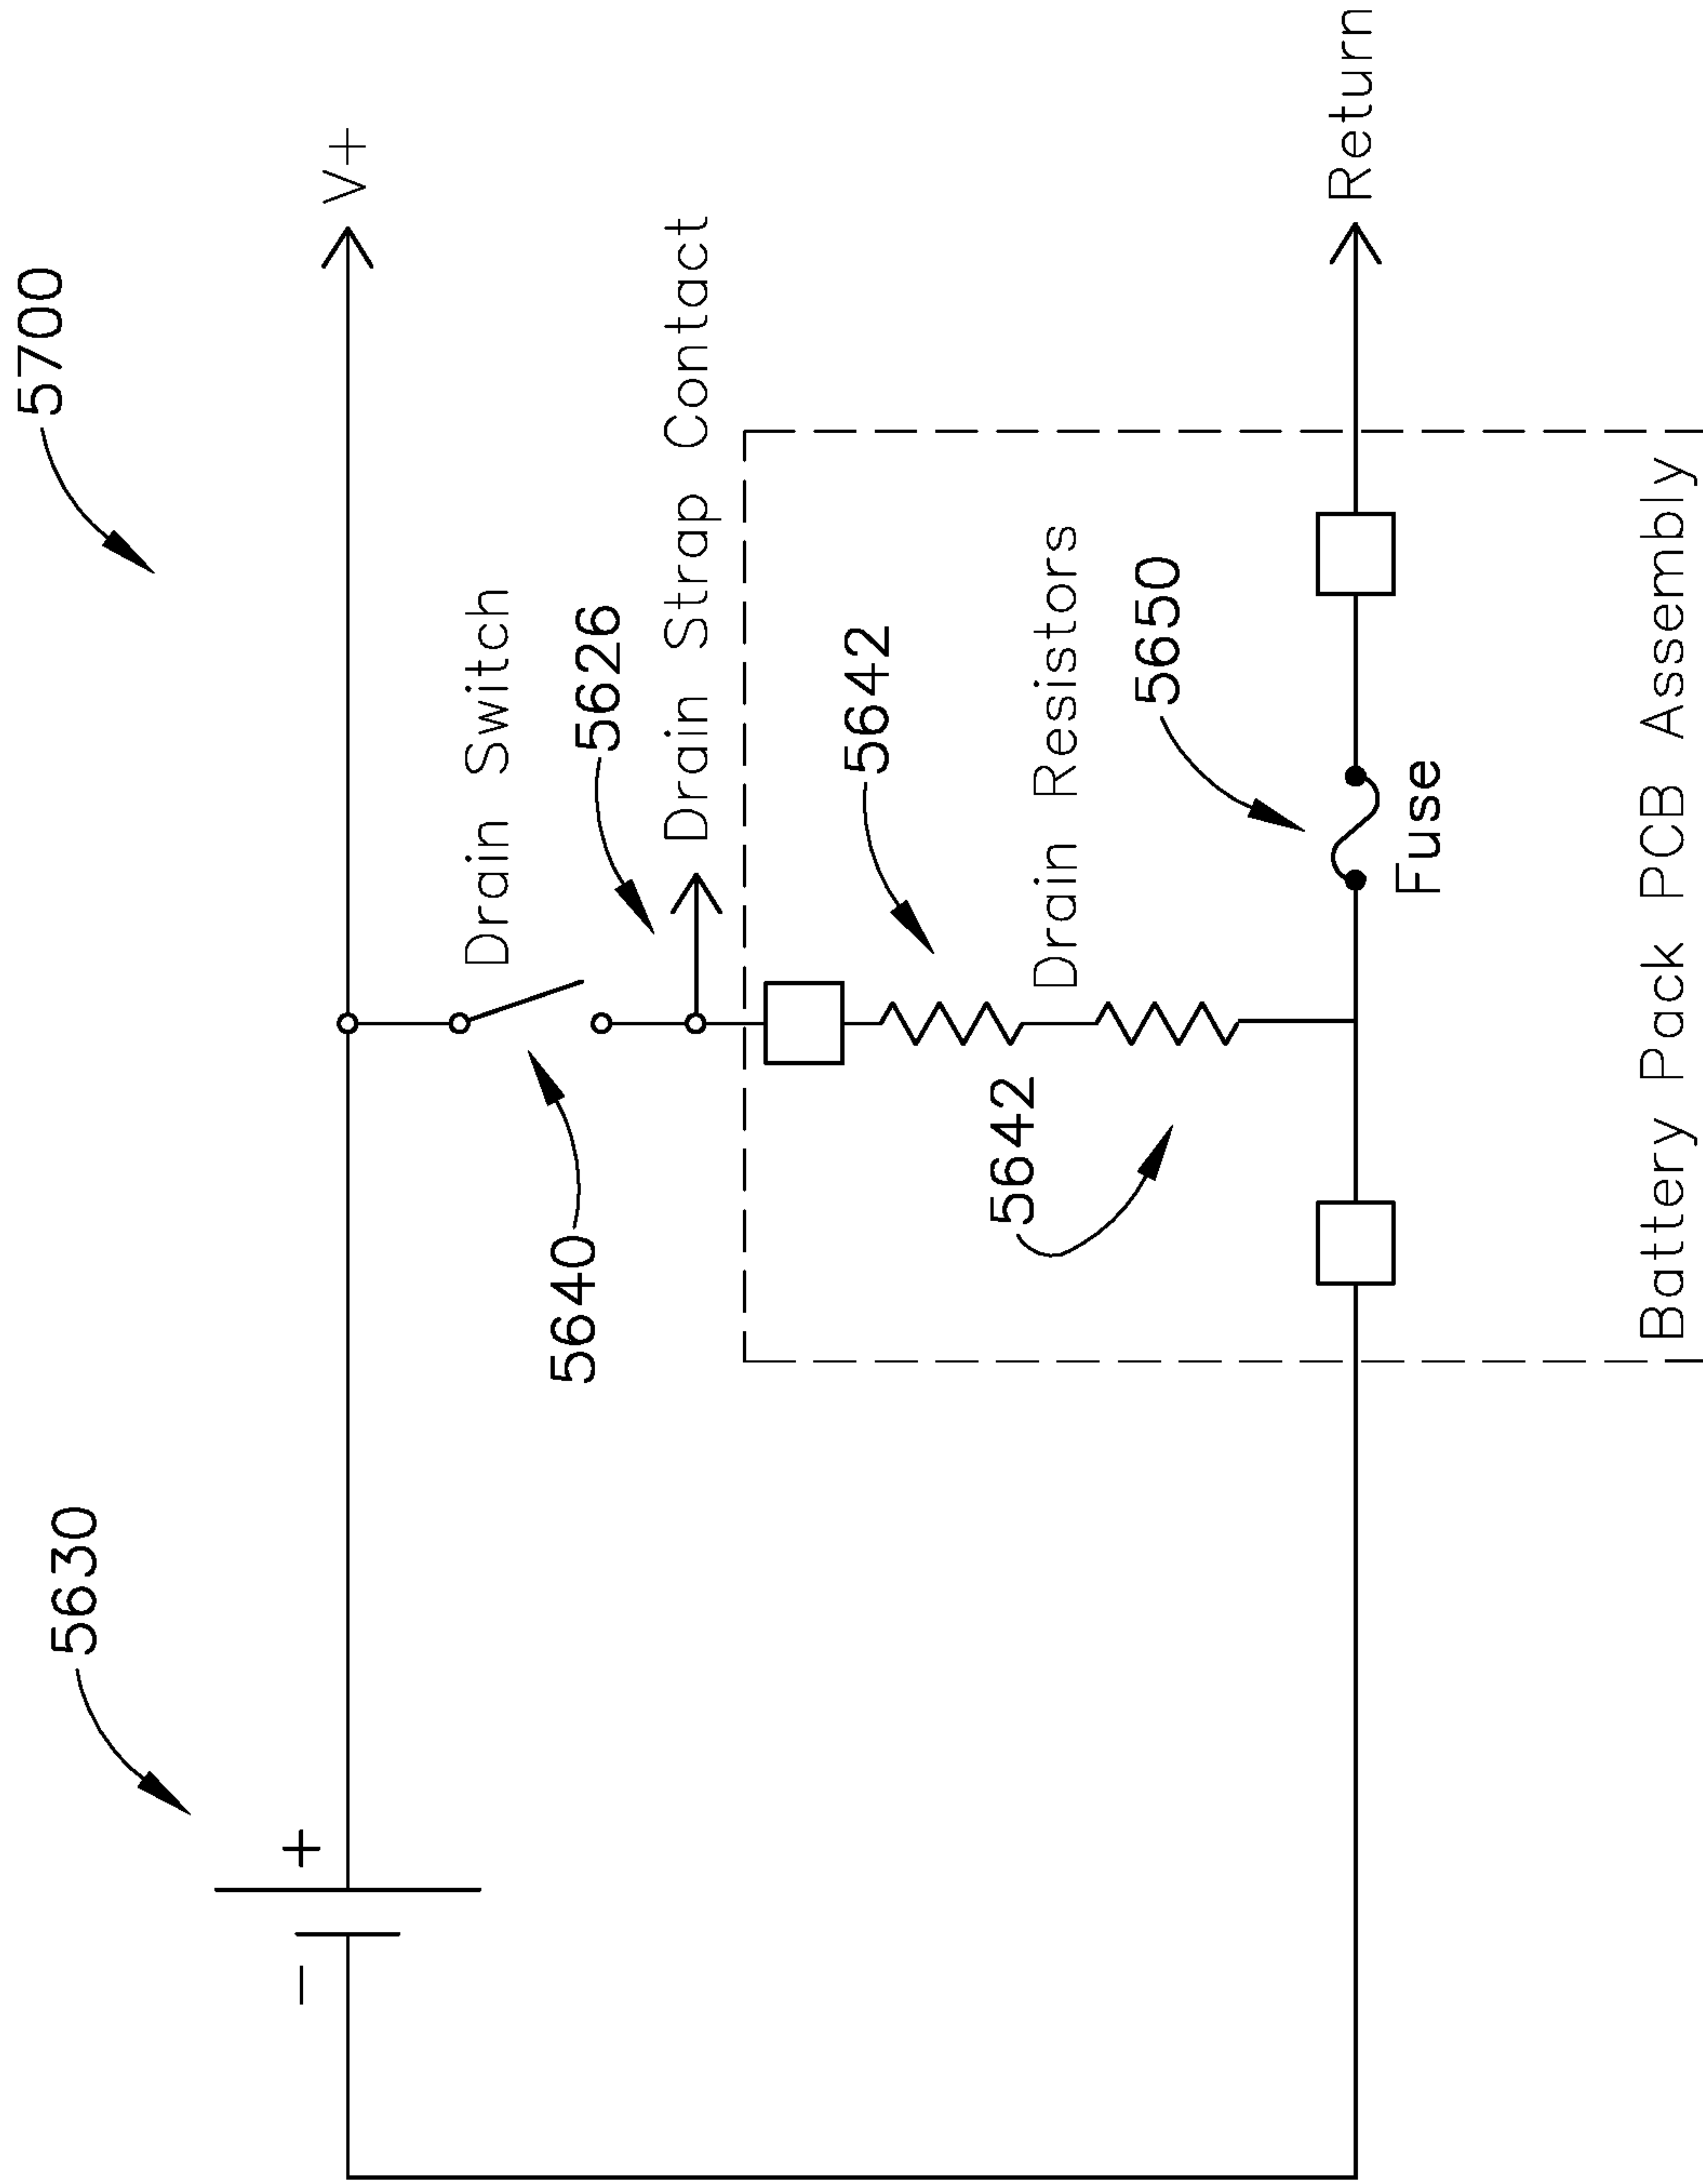 5700
5630
− +
V+
Drain Switch
5640
5626
Drain Strap Contact
5642
5642
Drain Resistors
5650
Fuse
Return
Battery Pack PCB Assembly